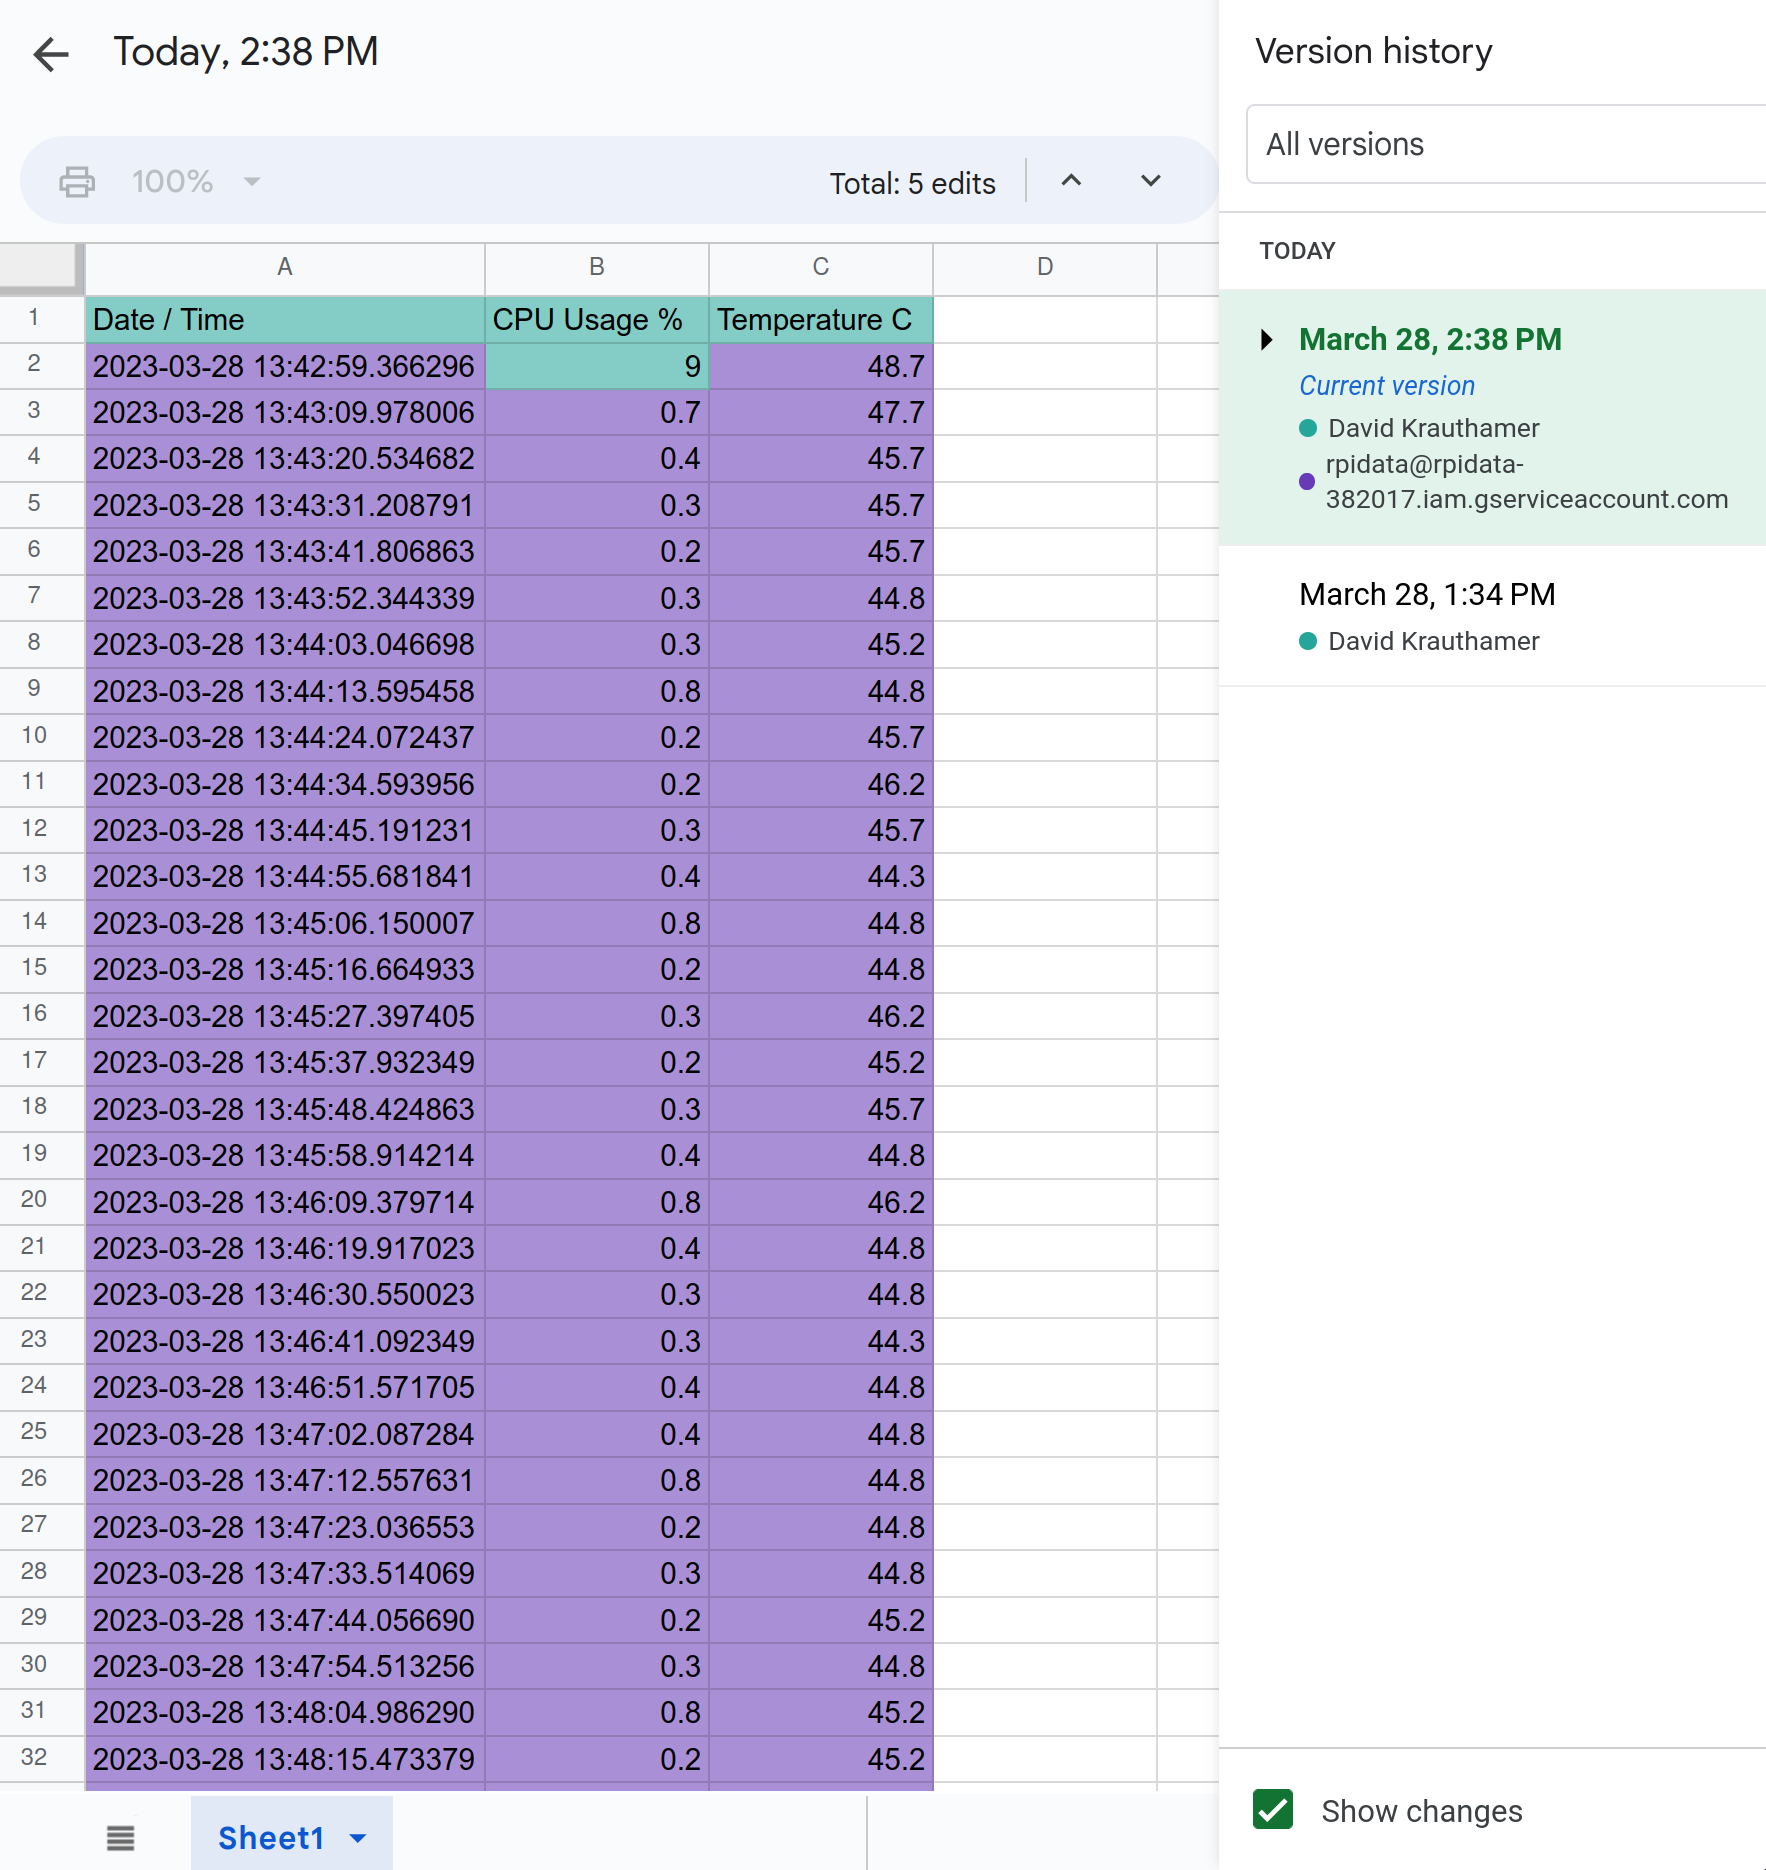 Today, 2:38 PM
100%
Total: 5 edits
A B C D
1 Date / Time CPU Usage % Temperature C
2 2023-03-28 13:42:59.366296 9 48.7
3 2023-03-28 13:43:09.978006 0.7 47.7
4 2023-03-28 13:43:20.534682 0.4 45.7
5 2023-03-28 13:43:31.208791 0.3 45.7
6 2023-03-28 13:43:41.806863 0.2 45.7
7 2023-03-28 13:43:52.344339 0.3 44.8
8 2023-03-28 13:44:03.046698 0.3 45.2
9 2023-03-28 13:44:13.595458 0.8 44.8
10 2023-03-28 13:44:24.072437 0.2 45.7
11 2023-03-28 13:44:34.593956 0.2 46.2
12 2023-03-28 13:44:45.191231 0.3 45.7
13 2023-03-28 13:44:55.681841 0.4 44.3
14 2023-03-28 13:45:06.150007 0.8 44.8
15 2023-03-28 13:45:16.664933 0.2 44.8
16 2023-03-28 13:45:27.397405 0.3 46.2
17 2023-03-28 13:45:37.932349 0.2 45.2
18 2023-03-28 13:45:48.424863 0.3 45.7
19 2023-03-28 13:45:58.914214 0.4 44.8
20 2023-03-28 13:46:09.379714 0.8 46.2
21 2023-03-28 13:46:19.917023 0.4 44.8
22 2023-03-28 13:46:30.550023 0.3 44.8
23 2023-03-28 13:46:41.092349 0.3 44.3
24 2023-03-28 13:46:51.571705 0.4 44.8
25 2023-03-28 13:47:02.087284 0.4 44.8
26 2023-03-28 13:47:12.557631 0.8 44.8
27 2023-03-28 13:47:23.036553 0.2 44.8
28 2023-03-28 13:47:33.514069 0.3 44.8
29 2023-03-28 13:47:44.056690 0.2 45.2
30 2023-03-28 13:47:54.513256 0.3 44.8
31 2023-03-28 13:48:04.986290 0.8 45.2
32 2023-03-28 13:48:15.473379 0.2 45.2
Sheet1
Version history
All versions
TODAY
March 28, 2:38 PM
Current version
David Krauthamer
rpidata@rpidata-
382017.iam.gserviceaccount.com
March 28, 1:34 PM
David Krauthamer
Show changes